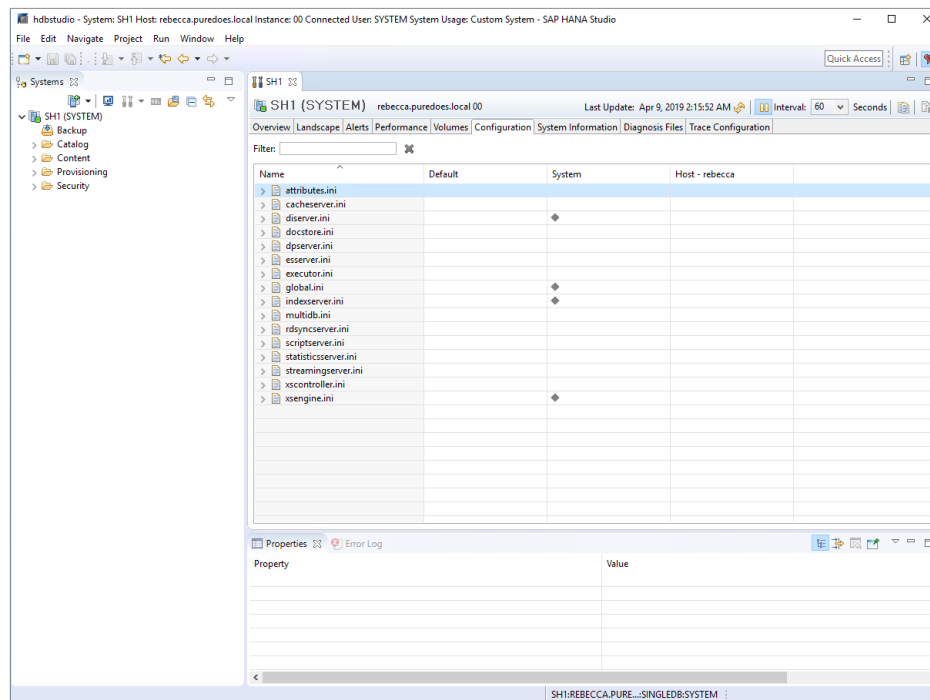 hdbstudio - System: SH1 Host: rebecca.puredoes.local Instance: 00 Connected User: SYSTEM System Usage: Custom System - SAP HANA Studio
File Edit Navigate Project Run Window Help
Quick Access
Systems
SH1 (SYSTEM)
Backup
Catalog
Content
Provisioning
Security
SH1
SH1 (SYSTEM) rebecca.puredoes.local 00 Last Update: Apr 9, 2019 2:15:52 AM Interval: 60 Seconds
Overview Landscape Alerts Performance Volumes Configuration System Information Diagnosis Files Trace Configuration
Filter:
Name Default System Host - rebecca
attributes.ini
cacheserver.ini
diserver.ini
docstore.ini
dpserver.ini
esserver.ini
executor.ini
global.ini
indexserver.ini
multidb.ini
rdsyncserver.ini
scriptserver.ini
statisticsserver.ini
streamingserver.ini
xscontroller.ini
xsengine.ini
Properties Error Log
Property Value
SH1:REBECCA.PURE...:SINGLEDB:SYSTEM